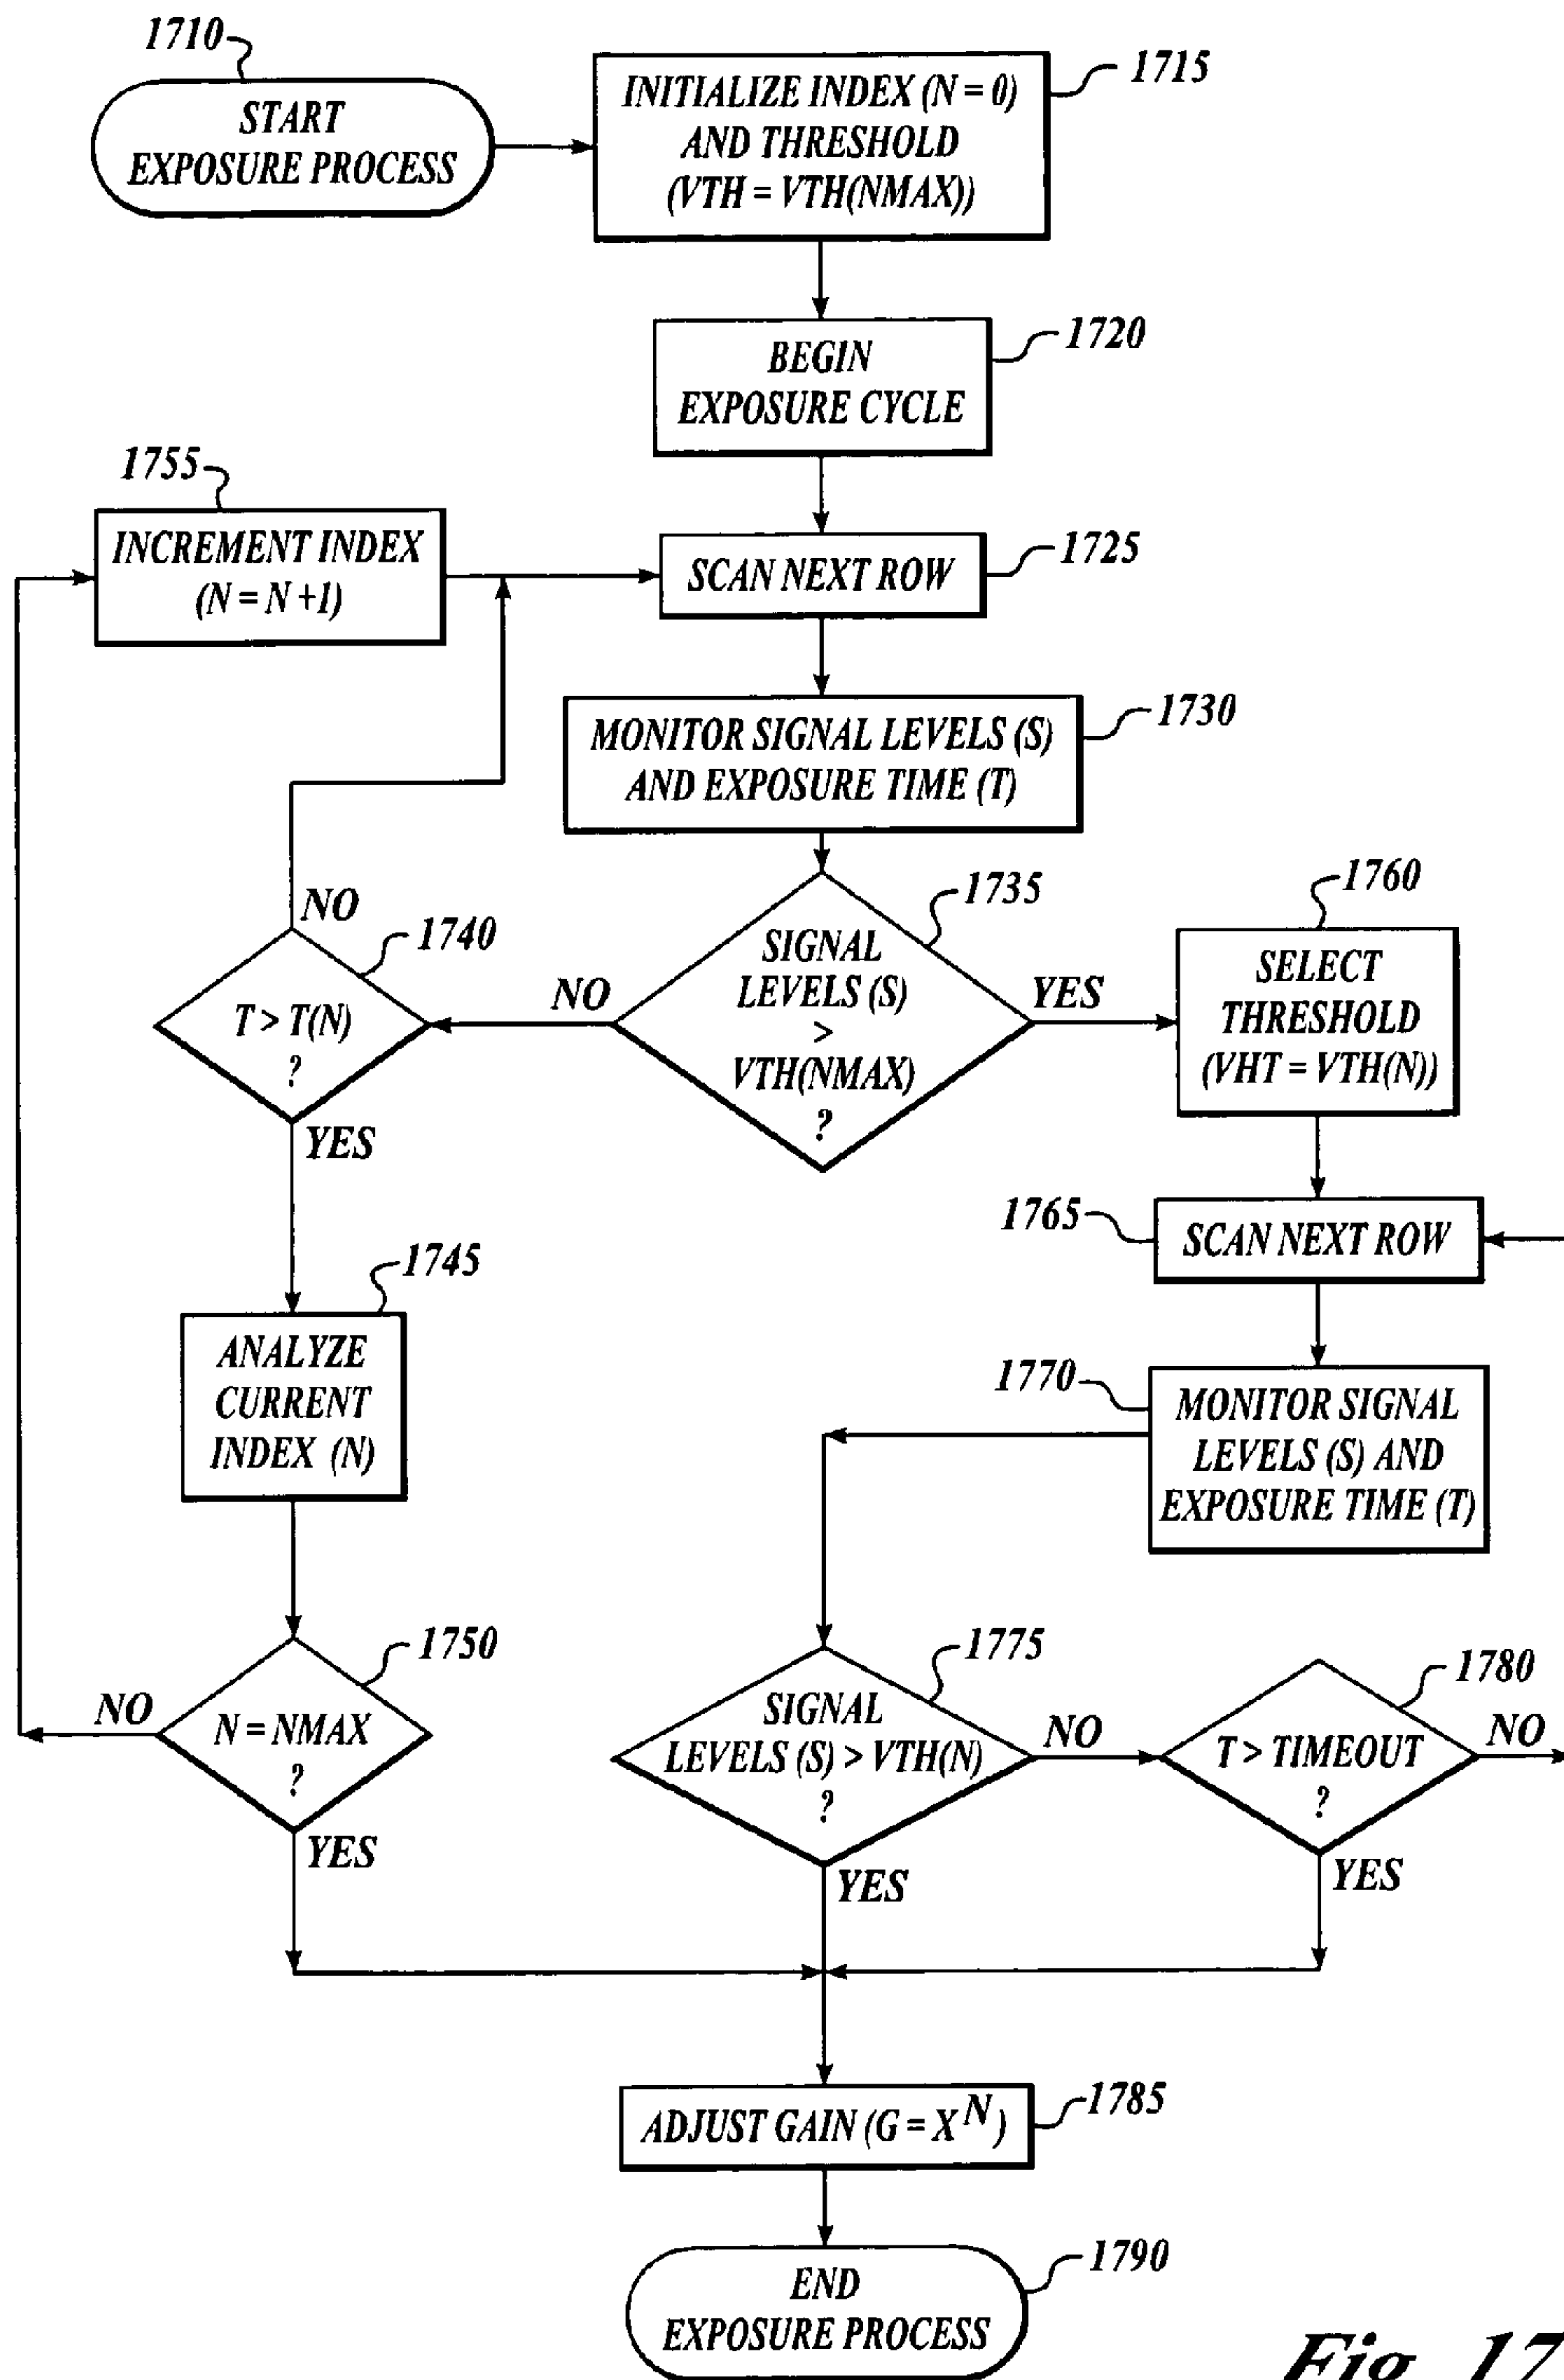 1710
START
EXPOSURE PROCESS
INITIALIZE INDEX (N = 0)
AND THRESHOLD
(VTH = VTH(NMAX))
1715
BEGIN
EXPOSURE CYCLE
1720
1755
INCREMENT INDEX
(N = N +1)
SCAN NEXT ROW
1725
MONITOR SIGNAL LEVELS (S)
AND EXPOSURE TIME (T)
1730
SIGNAL
LEVELS (S)
>
VTH(NMAX)
?
1735
NO
YES
NO
1740
T > T(N)
?
YES
1760
SELECT
THRESHOLD
(VHT = VTH(N))
1765
SCAN NEXT ROW
1745
ANALYZE
CURRENT
INDEX (N)
1770
MONITOR SIGNAL
LEVELS (S) AND
EXPOSURE TIME (T)
1750
NO
N = NMAX
?
YES
1775
SIGNAL
LEVELS (S) > VTH(N)
?
NO
YES
1780
T > TIMEOUT
?
NO
YES
ADJUST GAIN (G = X^N)
1785
END
EXPOSURE PROCESS
1790
Fig. 17